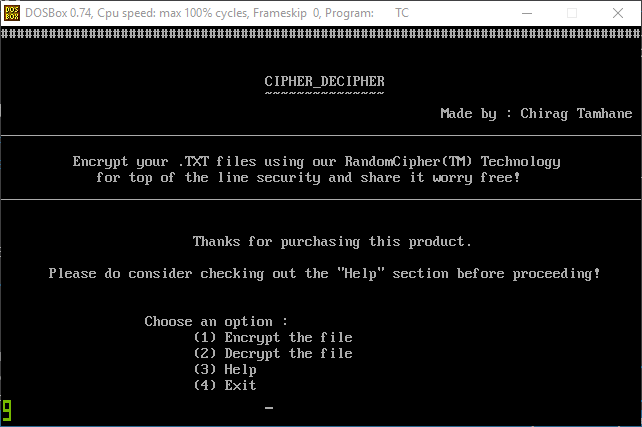 DOS BOX DOSBox 0.74, Cpu speed: max 100% cycles, Frameskip 0, Program: TC
################################################################################
CIPHER_DECIPHER
~~~~~~~~~~~~~~~
Made by : Chirag Tamhane
Encrypt your .TXT files using our RandomCipher(TM) Technology
for top of the line security and share it worry free!
Thanks for purchasing this product.
Please do consider checking out the "Help" section before proceeding!
Choose an option :
(1) Encrypt the file
(2) Decrypt the file
(3) Help
(4) Exit
g _